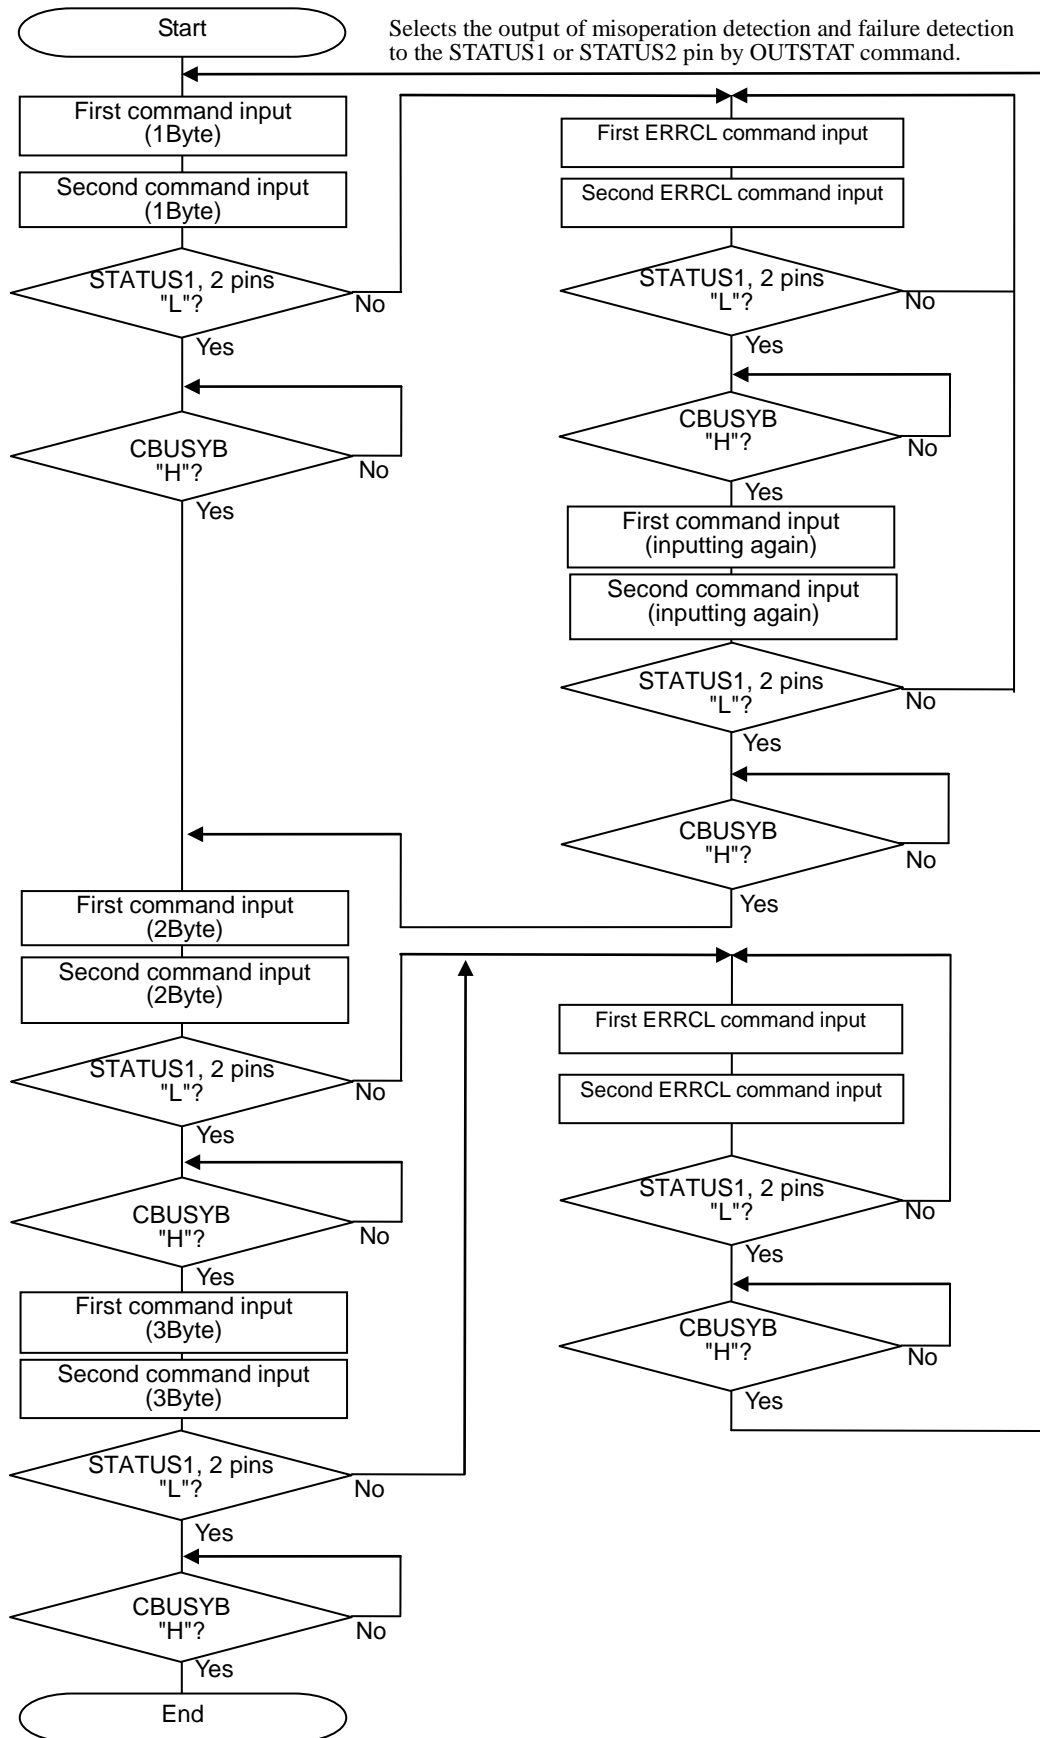 Start
Selects the output of misoperation detection and failure detection
to the STATUS1 or STATUS2 pin by OUTSTAT command.
First command input
(1Byte)
Second command input
(1Byte)
STATUS1, 2 pins
"L"?
No
Yes
CBUSYB
"H"?
No
Yes
First ERRCL command input
Second ERRCL command input
STATUS1, 2 pins
"L"?
No
Yes
CBUSYB
"H"?
No
Yes
First command input
(inputting again)
Second command input
(inputting again)
STATUS1, 2 pins
"L"?
No
Yes
CBUSYB
"H"?
No
Yes
First command input
(2Byte)
Second command input
(2Byte)
STATUS1, 2 pins
"L"?
No
Yes
CBUSYB
"H"?
No
Yes
First command input
(3Byte)
Second command input
(3Byte)
STATUS1, 2 pins
"L"?
No
Yes
CBUSYB
"H"?
No
Yes
End
First ERRCL command input
Second ERRCL command input
STATUS1, 2 pins
"L"?
No
Yes
CBUSYB
"H"?
No
Yes